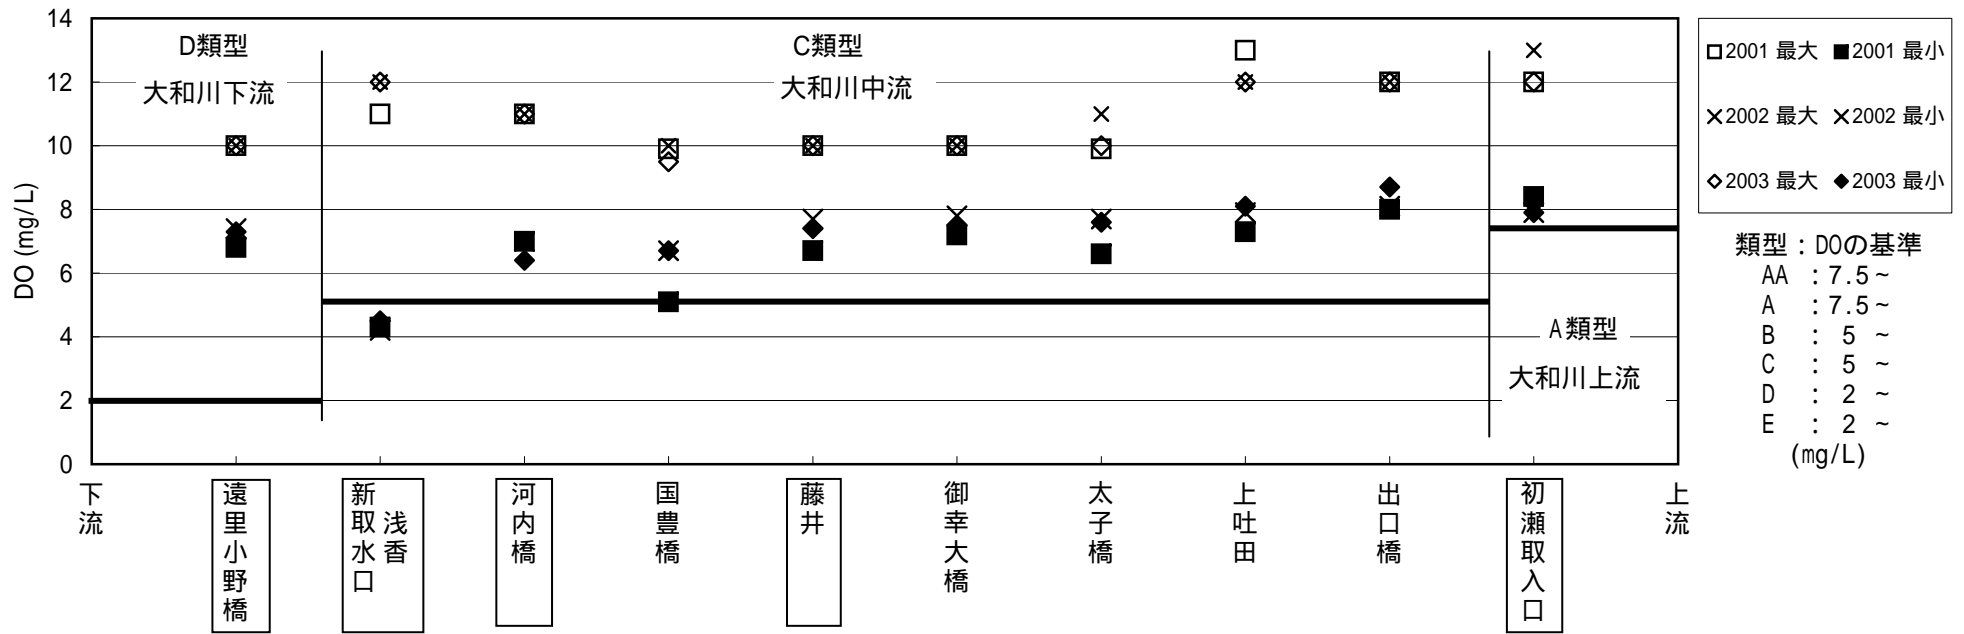 DO (mg/L)
14
12
10
8
6
4
2
0
D類型
大和川下流
C類型
大和川中流
A類型
大和川上流
下流
遠里小野橋
浅香
新取水口
河内橋
国豊橋
藤井
御幸大橋
太子橋
上吐田
出口橋
初瀬取入口
上流
2001 最大 2001 最小
2002 最大 2002 最小
2003 最大 2003 最小
類型：DOの基準
AA ：7.5～
A ：7.5～
B ：5 ～
C ：5 ～
D ：2 ～
E ：2 ～
(mg/L)